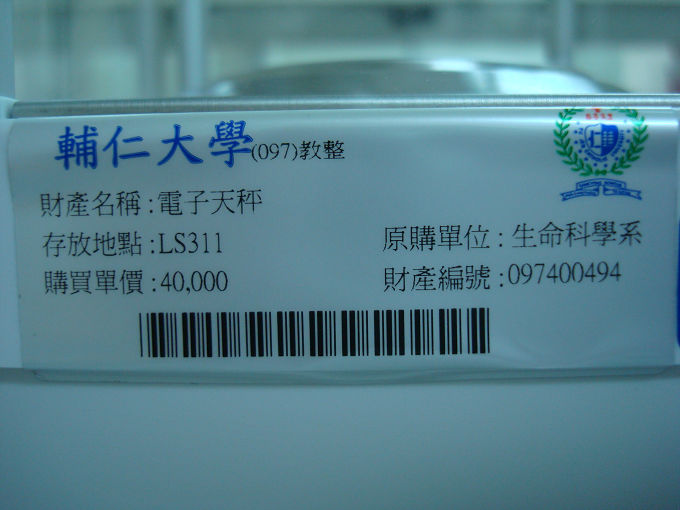 輔仁大學(097)教整
財產名稱:電子天秤
存放地點:LS311
原購單位:生命科學系
購買單價:40,000
財產編號:097400494